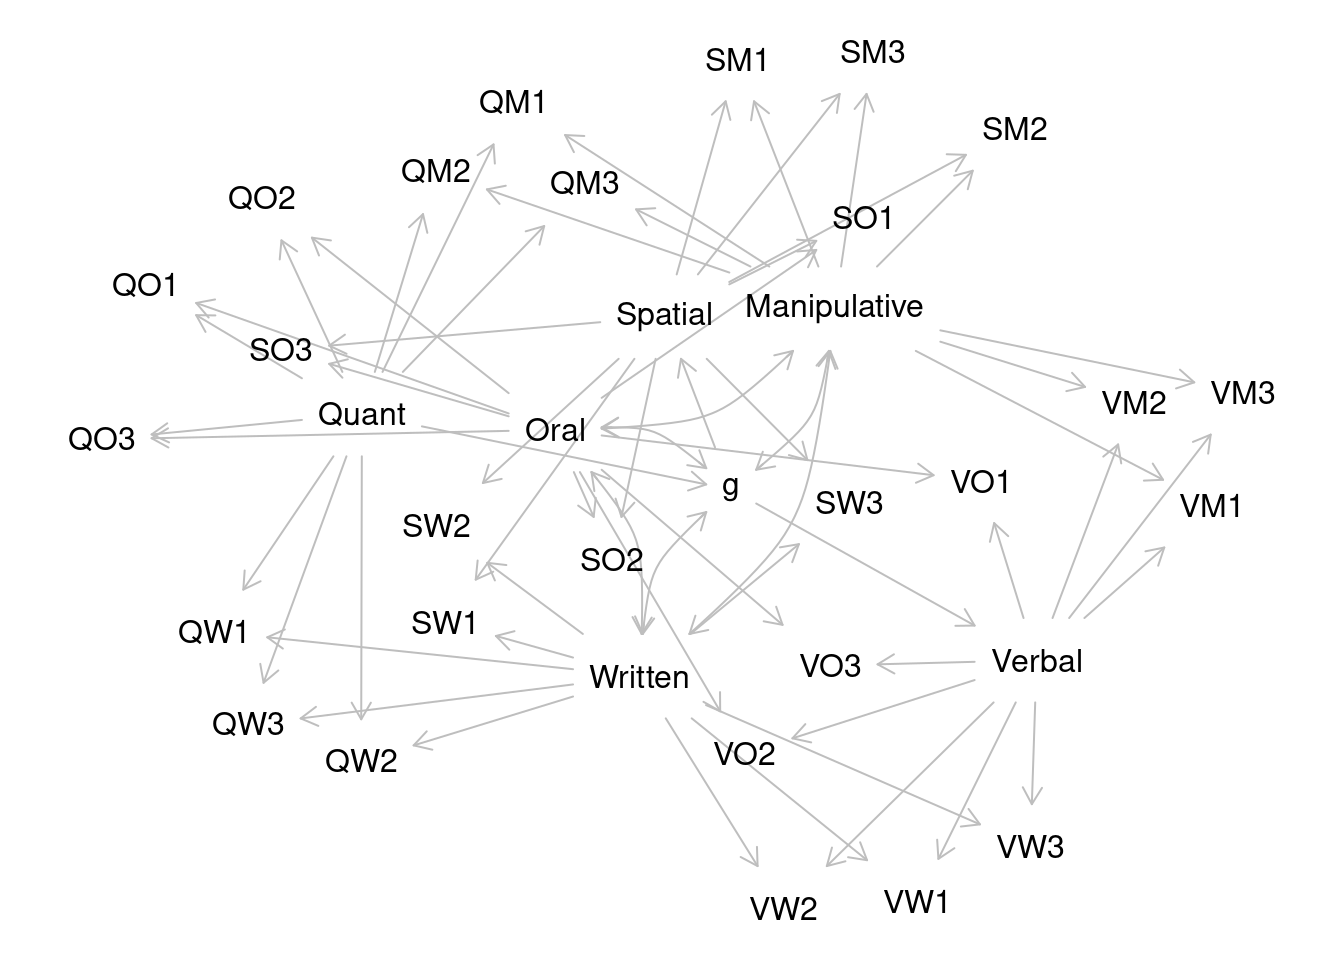 SM1
SM3
QM1
SM2
QM2
QM3
QO2
SO1
QO1
Spatial
Manipulative
SO3
Quant
Oral
VM2
VM3
QO3
g
VO1
SW3
VM1
SW2
SO2
SW1
QW1
Written
VO3
Verbal
QW3
QW2
VO2
VW3
VW2
VW1